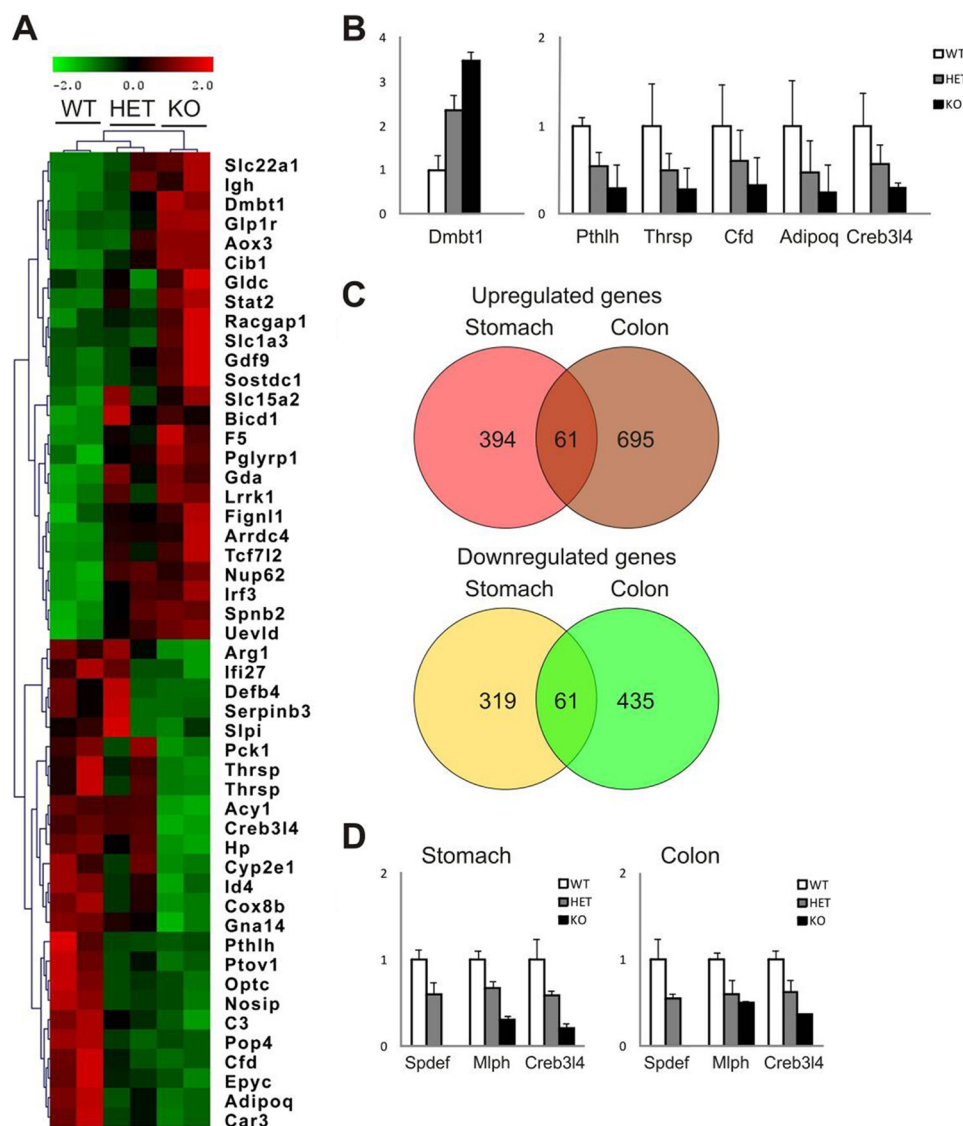 A
-2.0 0.0 2.0
WT HET KO
Slc22a1
Igh
Dmbt1
Glp1r
Aox3
Cib1
Gldc
Stat2
Racgap1
Slc1a3
Gdf9
Sostdc1
Slc15a2
Bicd1
F5
Pglyrp1
Gda
Lrrk1
Fignl1
Arrdc4
Tcf7l2
Nup62
Irf3
Spnb2
Uevld
Arg1
Ifi27
Defb4
Serpinb3
Slpi
Pck1
Thrsp
Thrsp
Acy1
Creb3l4
Hp
Cyp2e1
Id4
Cox8b
Gna14
Pthlh
Ptov1
Optc
Nosip
C3
Pop4
Cfd
Epyc
Adipoq
Car3
B
4
3
2
1
0
Dmbt1
2
1
0
WT
HET
KO
Pthlh Thrsp Cfd Adipoq Creb3l4
C
Upregulated genes
Stomach Colon
394 61 695
Downregulated genes
Stomach Colon
319 61 435
D
Stomach
2
1
0
WT
HET
KO
Spdef Mlph Creb3l4
Colon
2
1
0
WT
HET
KO
Spdef Mlph Creb3l4